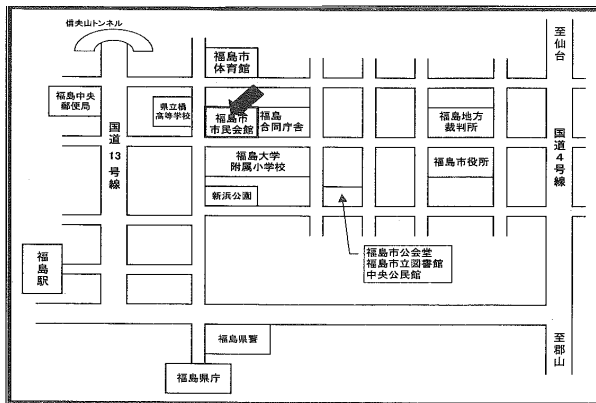 信夫山トンネル
至仙台
福島市
体育館
福島中央
郵便局
県立橘
高等学校
福島市
市民会館
福島
合同庁舎
福島地方
裁判所
国道13号線
国道4号線
福島大学
附属小学校
福島市役所
新浜公園
福島駅
福島市公会堂
福島市立図書館
中央公民館
福島県警
至郡山
福島県庁